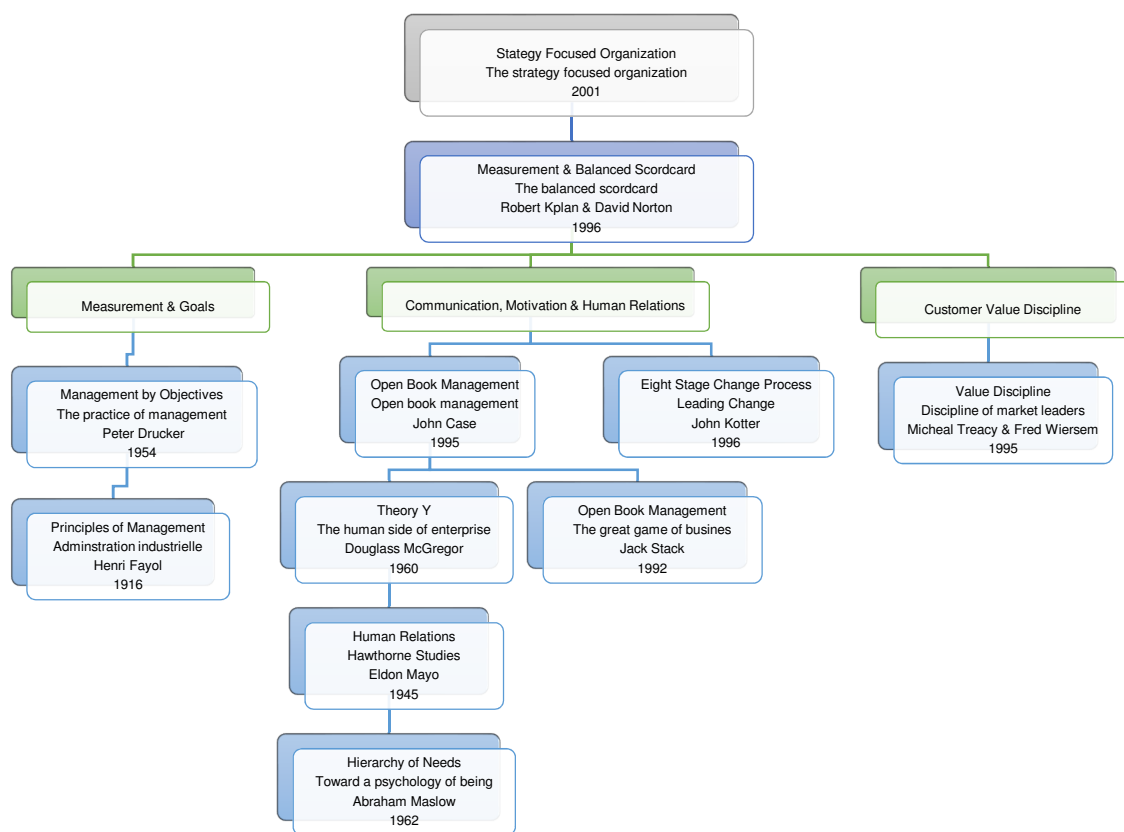 Stategy Focused Organization
The strategy focused organization
2001
Measurement & Balanced Scordcard
The balanced scordcard
Robert Kplan & David Norton
1996
Measurement & Goals
Communication, Motivation & Human Relations
Customer Value Discipline
Management by Objectives
The practice of management
Peter Drucker
1954
Open Book Management
Open book management
John Case
1995
Eight Stage Change Process
Leading Change
John Kotter
1996
Value Discipline
Discipline of market leaders
Micheal Treacy & Fred Wiersem
1995
Principles of Management
Adminstration industrielle
Henri Fayol
1916
Theory Y
The human side of enterprise
Douglass McGregor
1960
Open Book Management
The great game of busines
Jack Stack
1992
Human Relations
Hawthorne Studies
Eldon Mayo
1945
Hierarchy of Needs
Toward a psychology of being
Abraham Maslow
1962